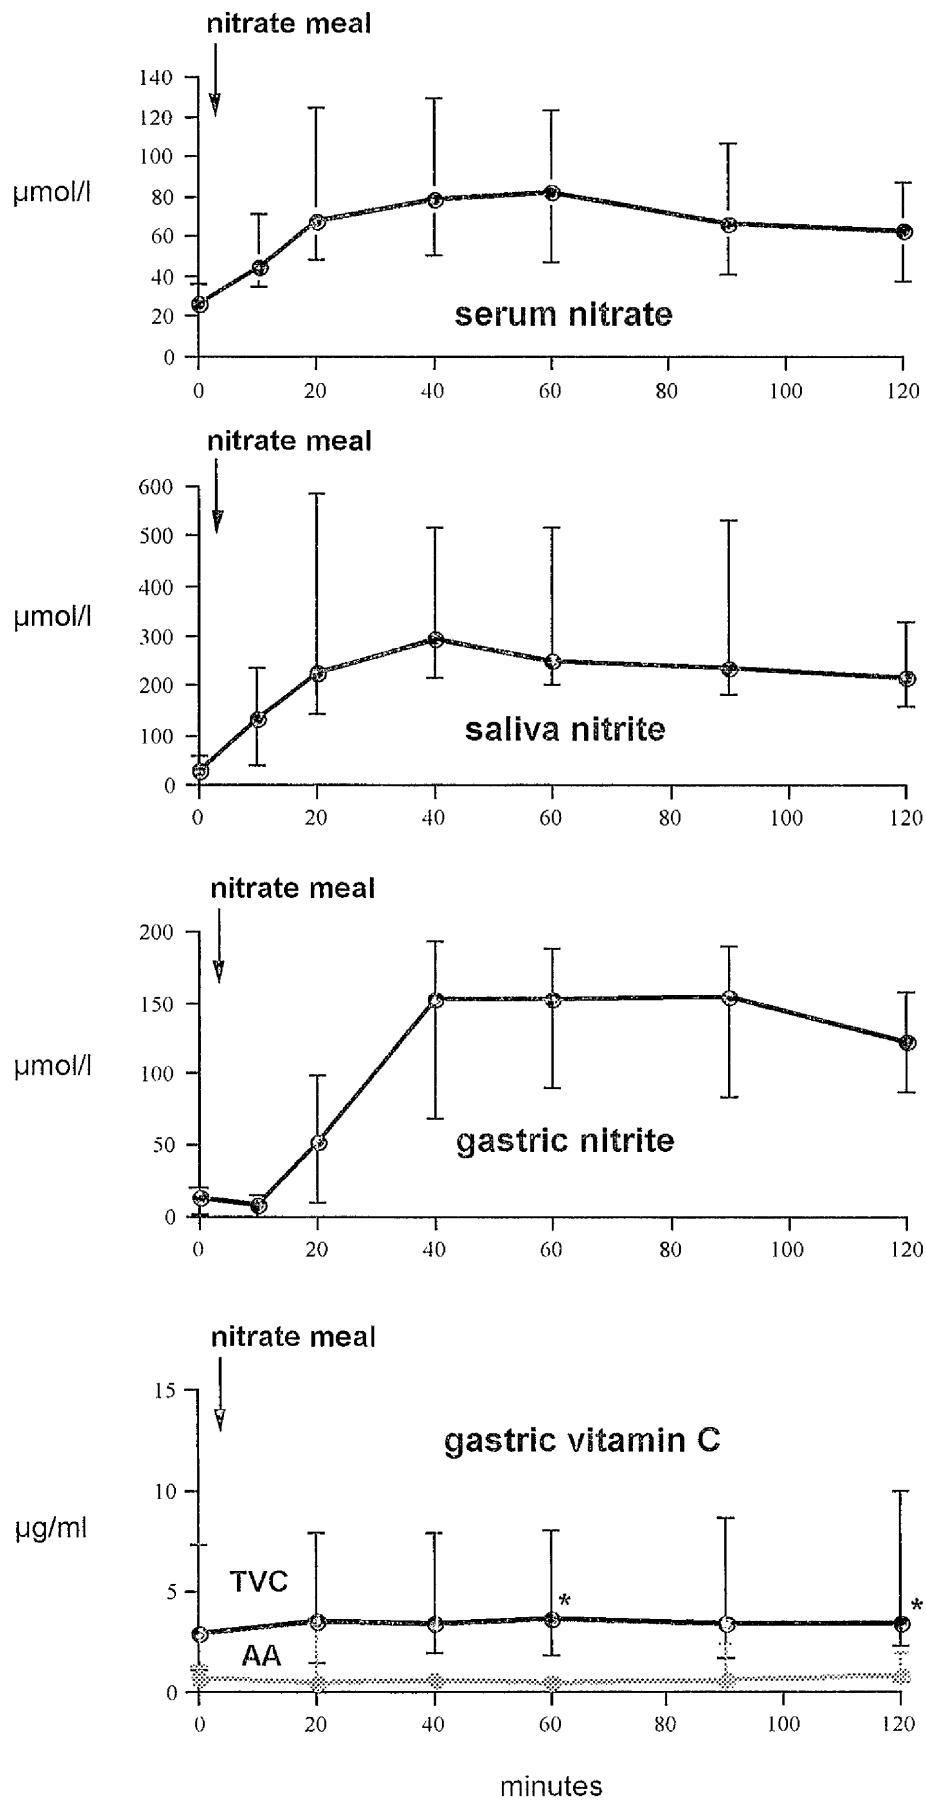 nitrate meal
140
120
100
µmol/l
80
60
40
20
0
serum nitrate
0 20 40 60 80 100 120
nitrate meal
600
500
400
µmol/l
300
200
100
0
saliva nitrite
0 20 40 60 80 100 120
nitrate meal
200
150
µmol/l
100
50
0
gastric nitrite
0 20 40 60 80 100 120
nitrate meal
15
gastric vitamin C
10
µg/ml
TVC
5
*
*
AA
0
0 20 40 60 80 100 120
minutes